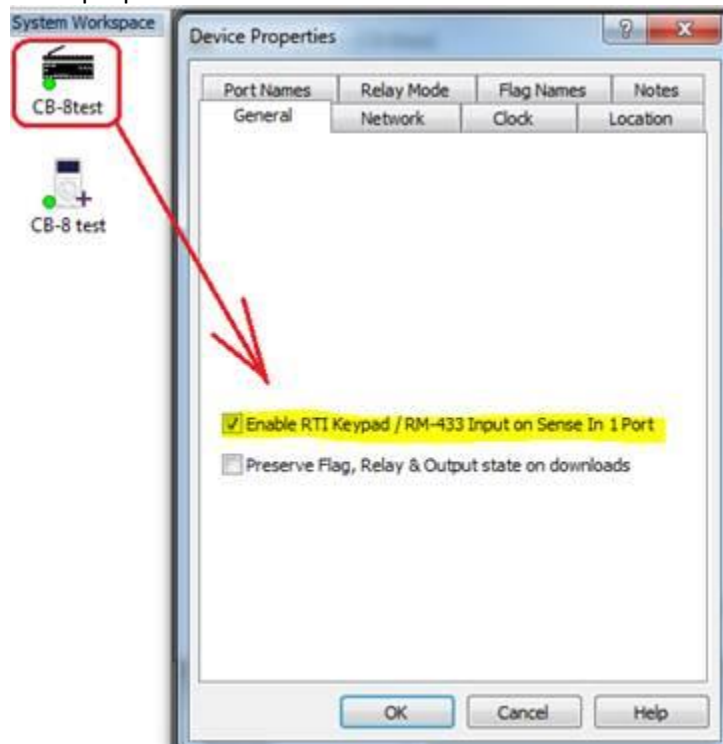 System Workspace
CB-8test
CB-8 test
Device Properties
Port Names Relay Mode Flag Names Notes
General Network Clock Location
Enable RTI Keypad / RM-433 Input on Sense In 1 Port
Preserve Flag, Relay & Output state on downloads
OK Cancel Help